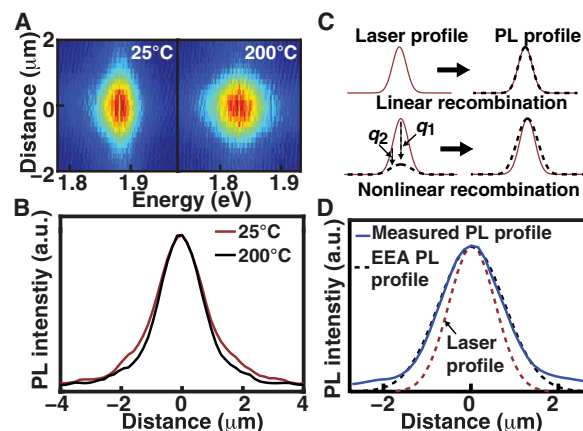 A
25°C
200°C
Distance (μm)
2
0
-2
1.8
1.9
1.8
1.9
Energy (eV)
B
25°C
200°C
PL intenstiy (a.u.)
-4
-2
0
2
4
Distance (μm)
C
Laser profile
PL profile
Linear recombination
q2
q1
Nonlinear recombination
D
Measured PL profile
EEA PL
profile
Laser
profile
PL intenstiy (a.u.)
-2
0
2
Distance (μm)